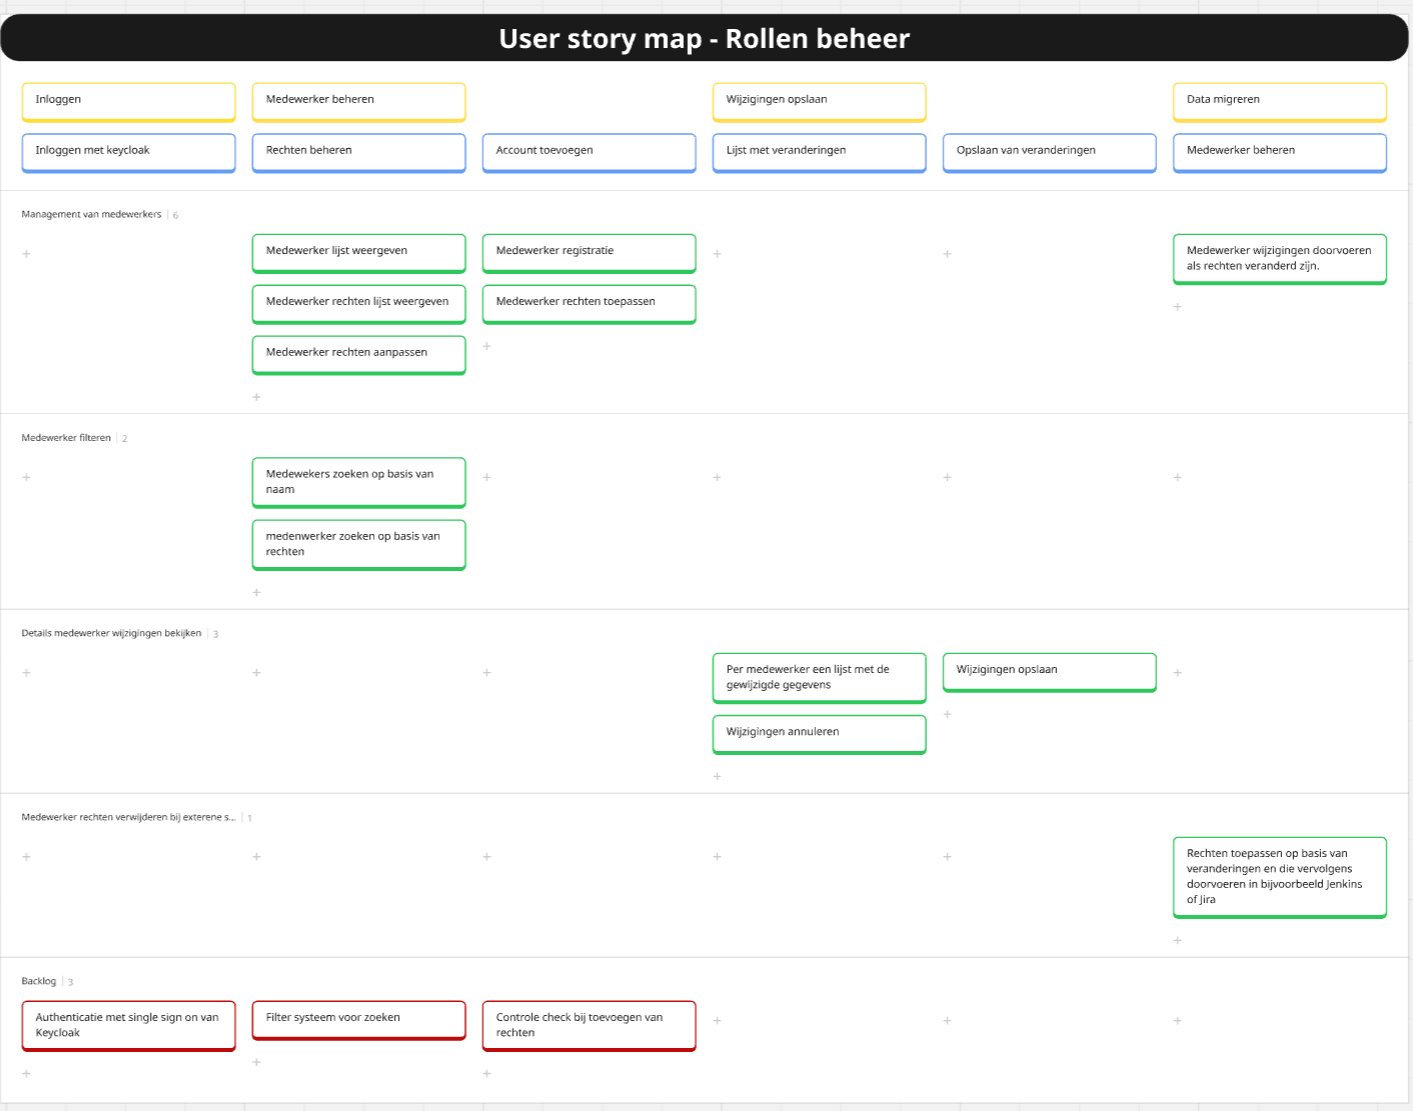 User story map - Rollen beheer
Inloggen
Medewerker beheren
Wijzigingen opslaan
Data migreren
Inloggen met keycloak
Rechten beheren
Account toevoegen
Lijst met veranderingen
Opslaan van veranderingen
Medewerker beheren
Management van medewerkers | 6
Medewerker lijst weergeven
Medewerker registratie
Medewerker wijzigingen doorvoeren
als rechten veranderd zijn.
Medewerker rechten lijst weergeven
Medewerker rechten toepassen
Medewerker rechten aanpassen
Medewerker filteren | 2
Medewekers zoeken op basis van
naam
medenwerker zoeken op basis van
rechten
Details medewerker wijzigingen bekijken | 3
Per medewerker een lijst met de
gewijzigde gegevens
Wijzigingen opslaan
Wijzigingen annuleren
Medewerker rechten verwijderen bij exterene s... | 1
Rechten toepassen op basis van
veranderingen en die vervolgens
doorvoeren in bijvoorbeeld Jenkins
of Jira
Backlog | 3
Authenticatie met single sign on van
Keycloak
Filter systeem voor zoeken
Controle check bij toevoegen van
rechten